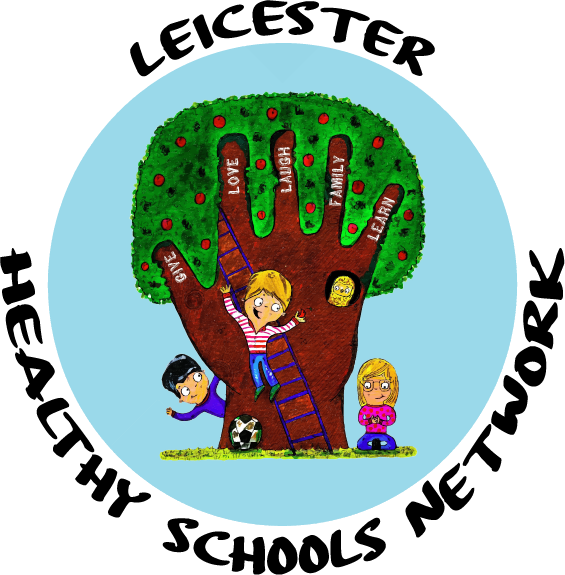 LEICESTER
GIVE
LOVE
LAUGH
FAMILY
LEARN
HEALTHY SCHOOLS NETWORK